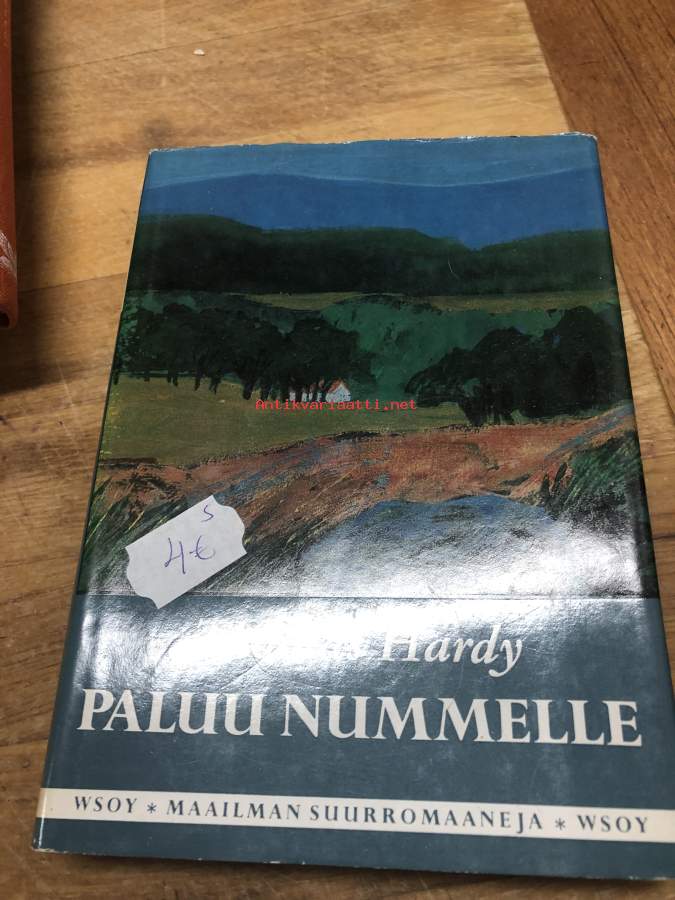 Antikvariaatti.net
S
4€
Hardy
PALUU NUMMELLE
WSOY * MAAILMAN SUURROMAANEJA * WSOY